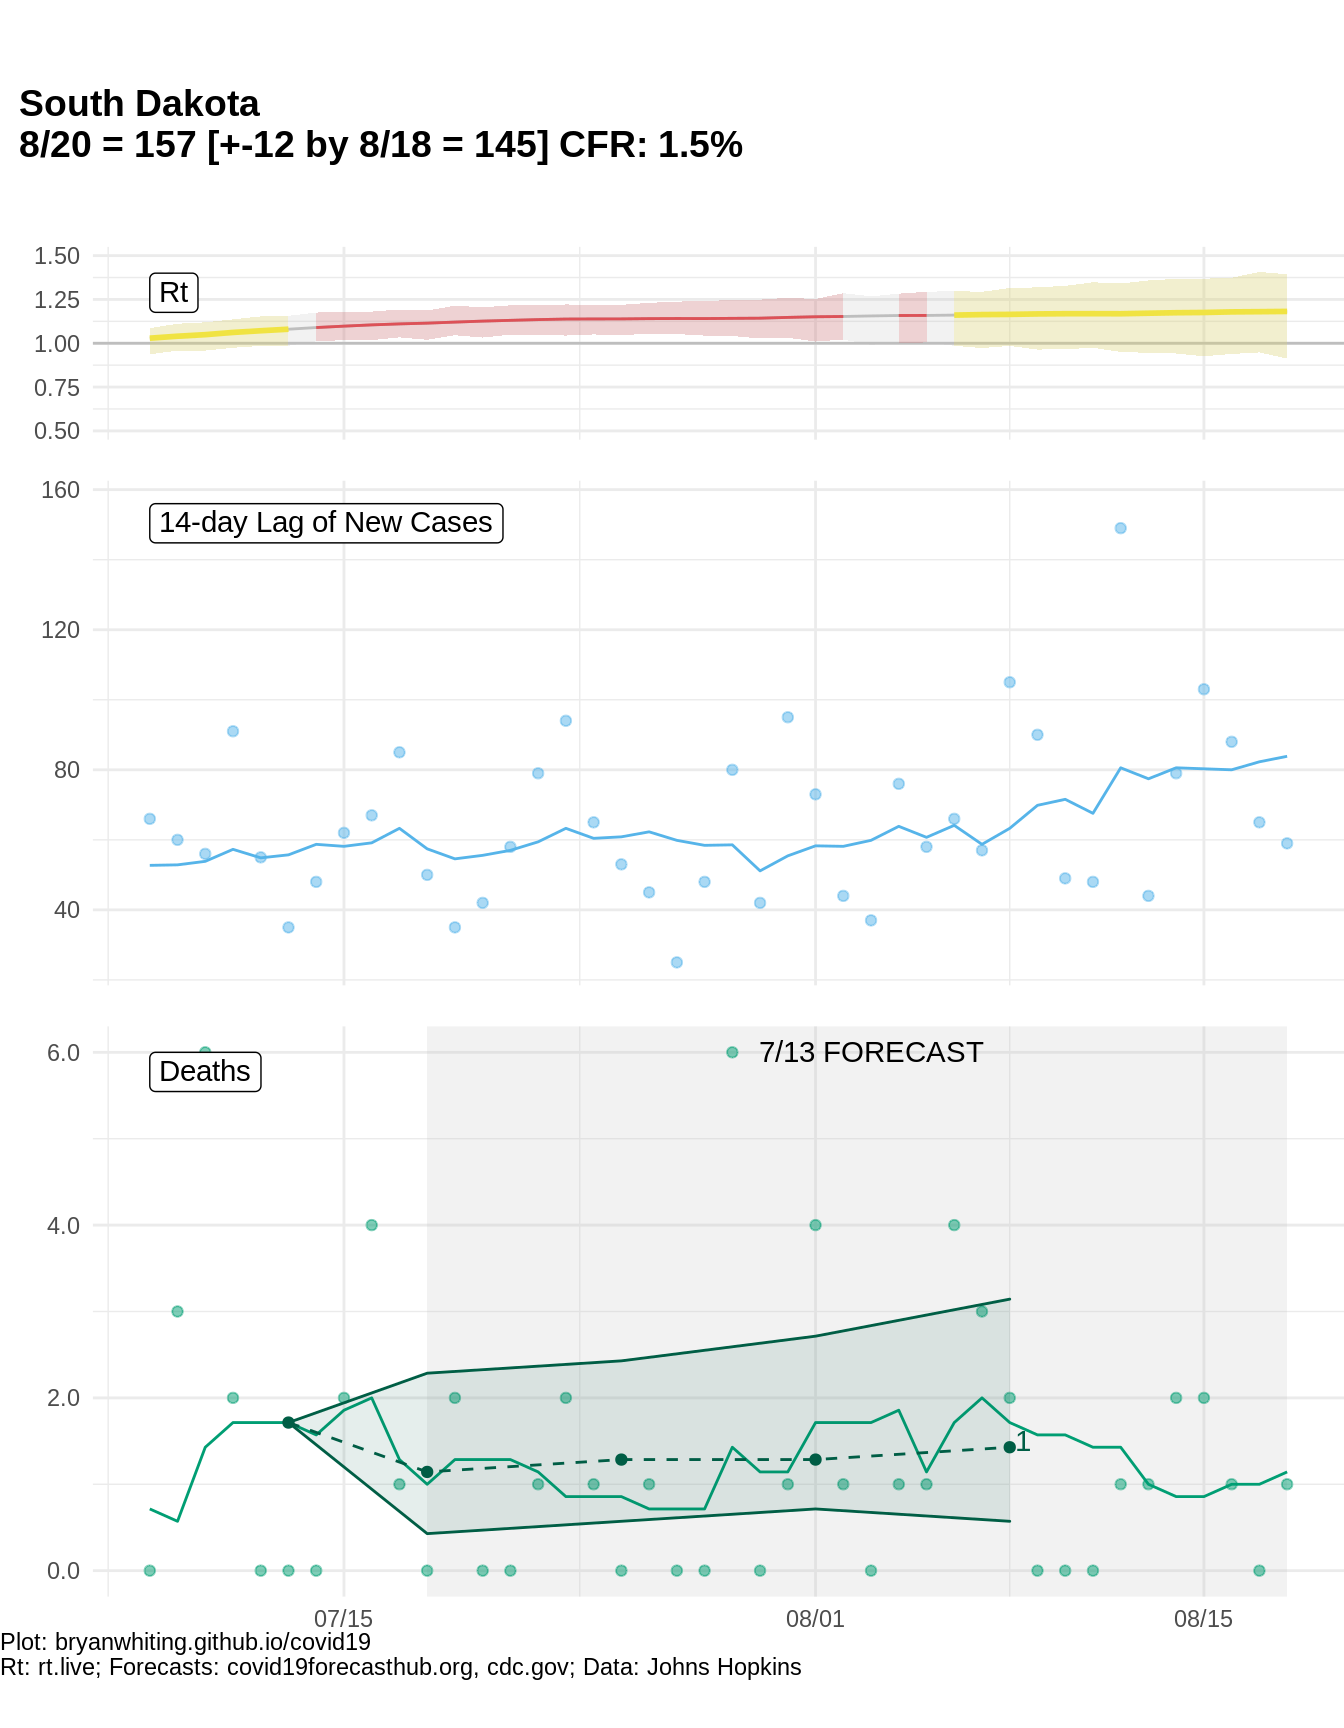 South Dakota
8/20 = 157 [+-12 by 8/18 = 145] CFR: 1.5%
1.50
Rt
1.25
1.00
0.75
0.50
160
14-day Lag of New Cases
120
80
40
6.0
7/13 FORECAST
Deaths
4.0
2.0
1
0.0
07/15
08/01
08/15
Plot: bryanwhiting.github.io/covid19
Rt: rt.live; Forecasts: covid19forecasthub.org, cdc.gov; Data: Johns Hopkins